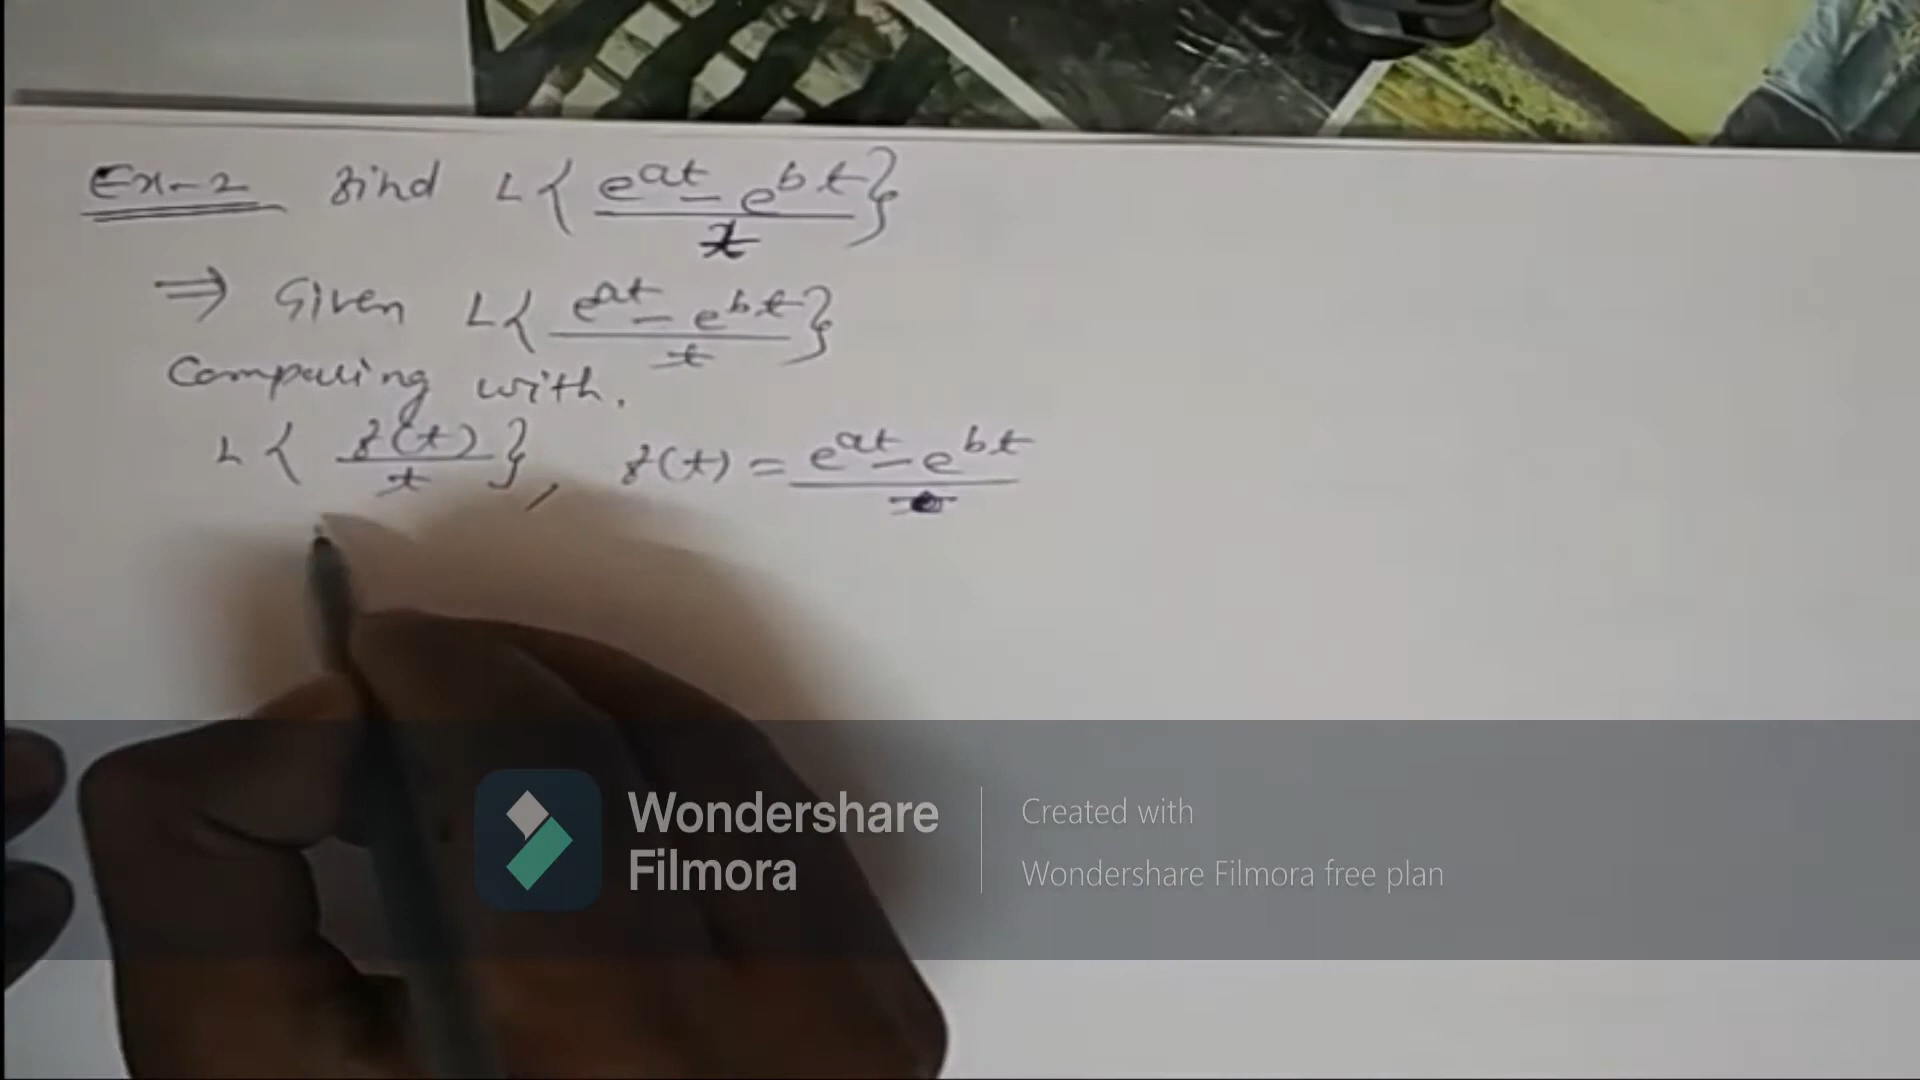 Ex-2 find L{ (e^{at} - e^{bt}) / t }
⇒ Given L{ (e^{at} - e^{bt}) / t }
Comparing with.
L{ f(t) / t }, f(t) = (e^{at} - e^{bt}) / t
Wondershare
Filmora
Created with
Wondershare Filmora free plan